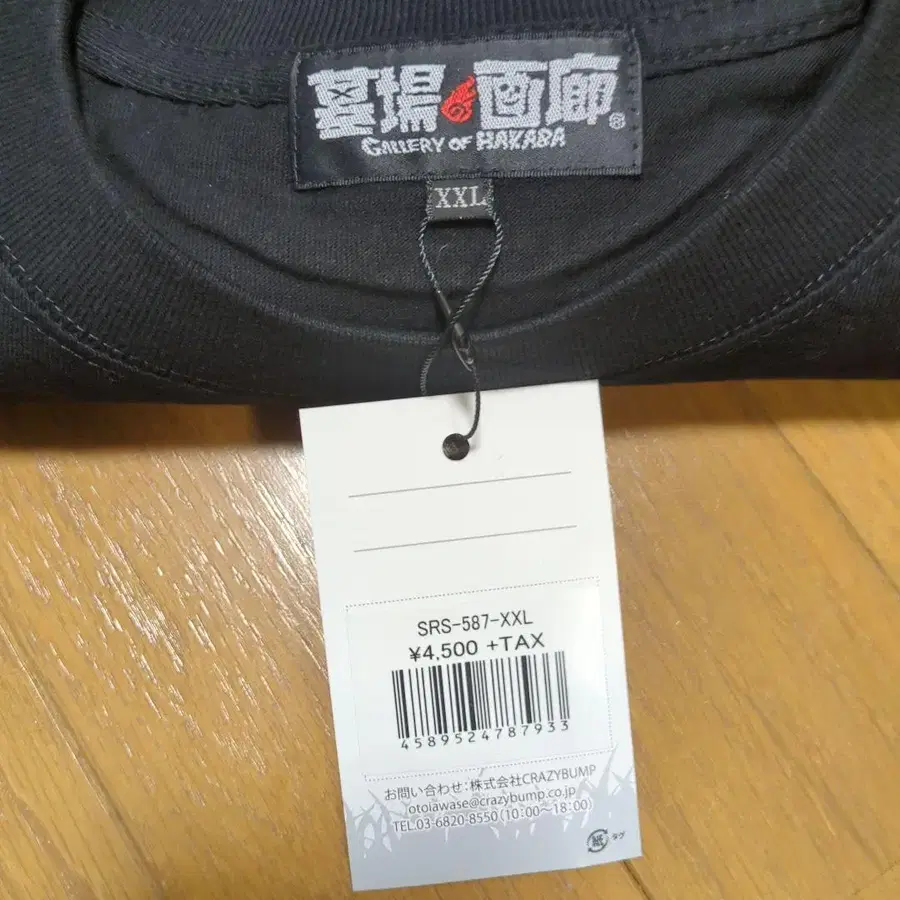 墓場の画廊®
GALLERY OF HAKABA
XXL
SRS-587-XXL
¥4,500 +TAX
4589524787933
お問い合わせ：株式会社CRAZYBUMP
otoiawase@crazybump.co.jp
TEL.03-6820-8550（10:00～18:00）
タグ